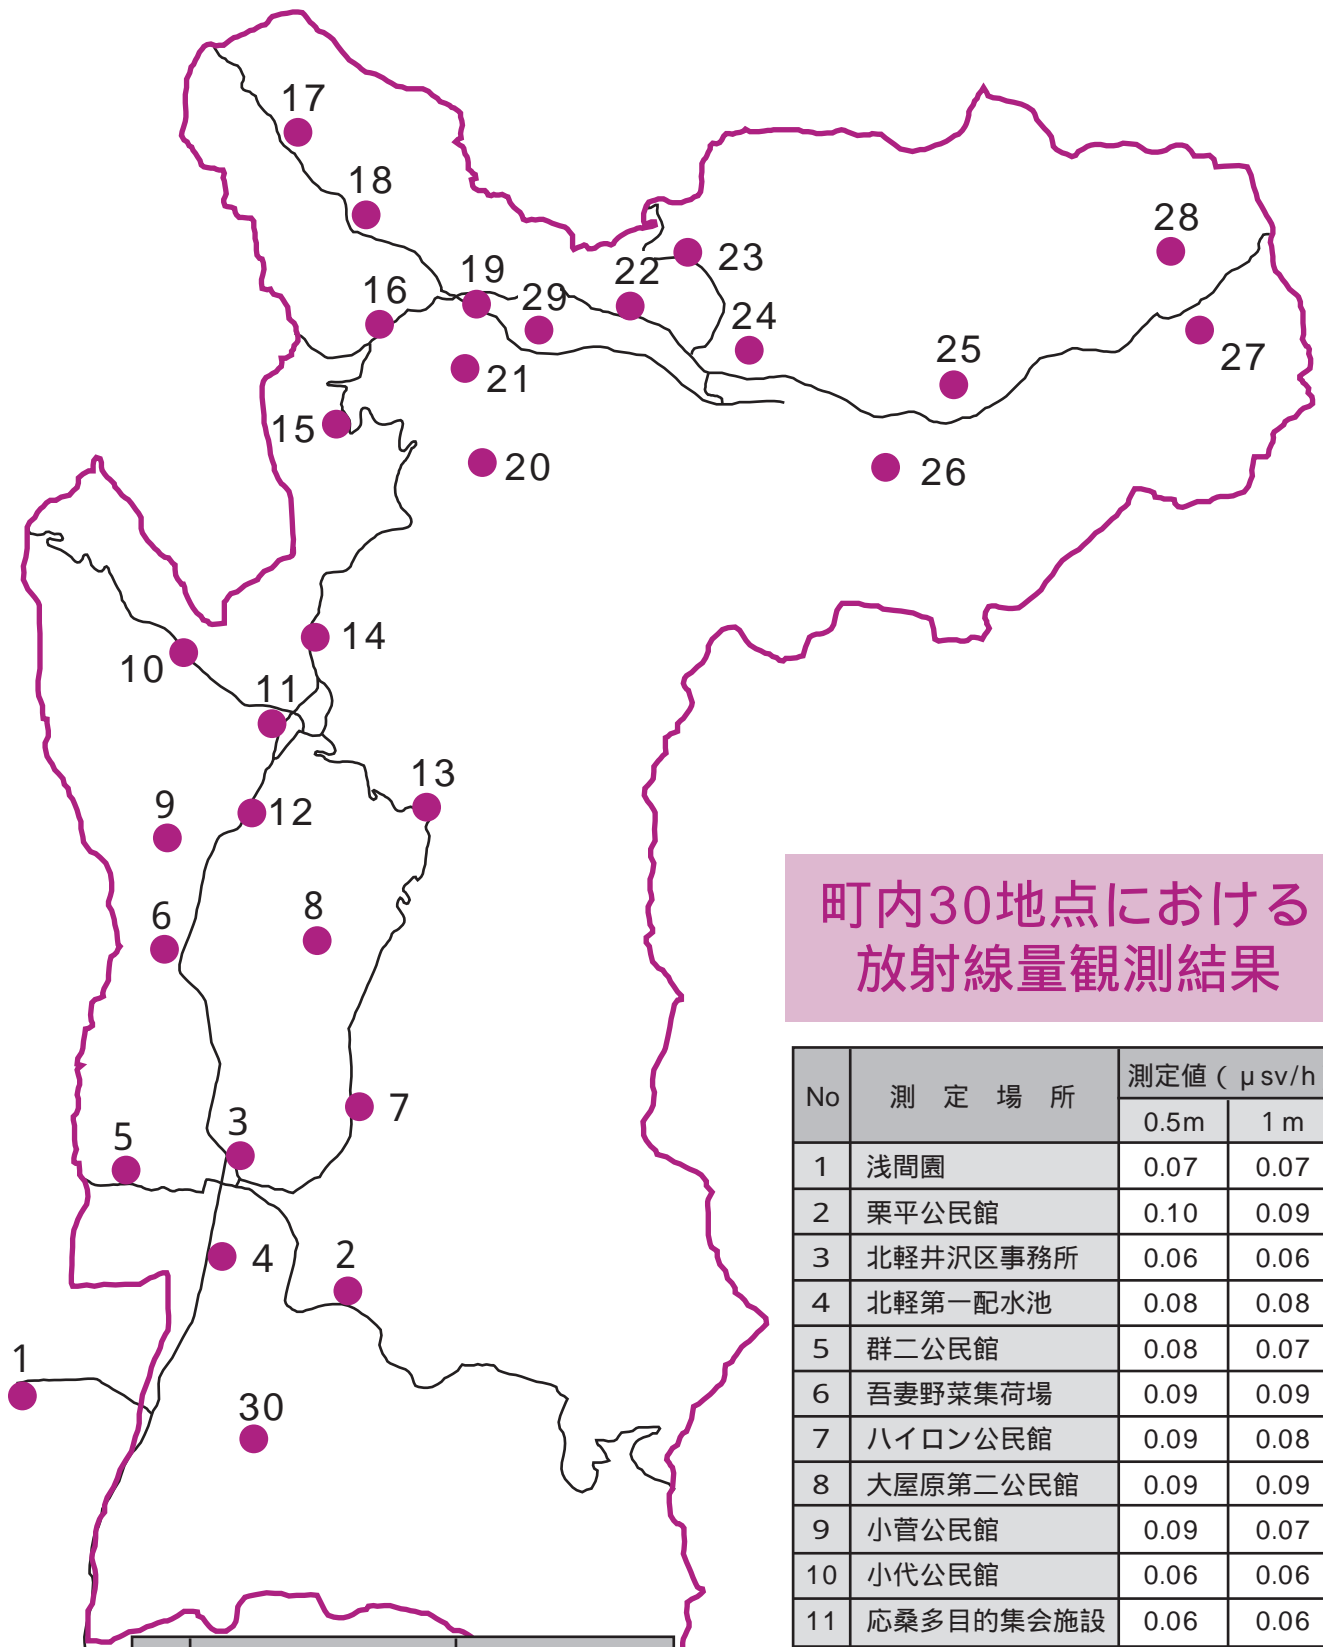 17
18
28
23
22
19
29
16
24
25
27
21
15
20
26
14
10
11
13
9
12
8
6
7
3
5
4
2
1
30
町内30地点における
放射線量観測結果
No 測定場所 測定値(μsv/h
0.5m 1m
1 浅間園 0.07 0.07
2 栗平公民館 0.10 0.09
3 北軽井沢区事務所 0.06 0.06
4 北軽第一配水池 0.08 0.08
5 群二公民館 0.08 0.07
6 吾妻野菜集荷場 0.09 0.09
7 ハイロン公民館 0.09 0.08
8 大屋原第二公民館 0.09 0.09
9 小菅公民館 0.09 0.07
10 小代公民館 0.06 0.06
11 応桑多目的集会施設 0.06 0.06